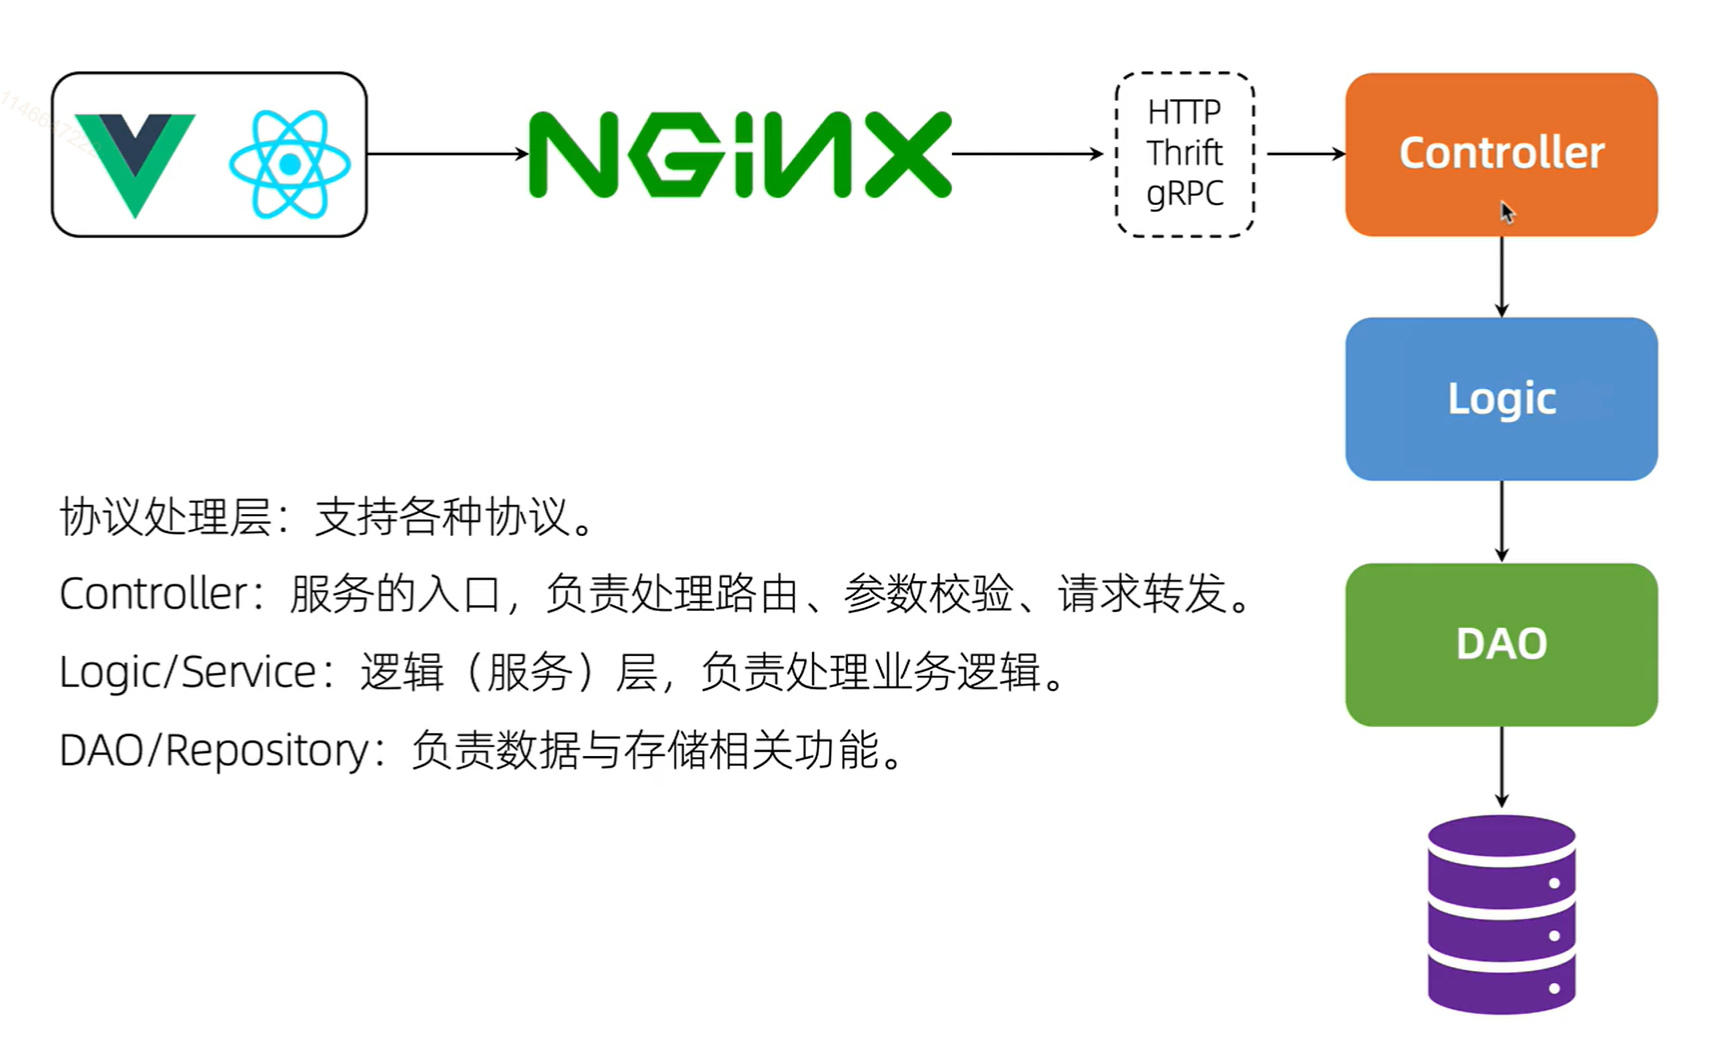 NGINX
HTTP
Thrift
gRPC
Controller
Logic
DAO
协议处理层：支持各种协议。
Controller：服务的入口，负责处理路由、参数校验、请求转发。
Logic/Service：逻辑（服务）层，负责处理业务逻辑。
DAO/Repository：负责数据与存储相关功能。